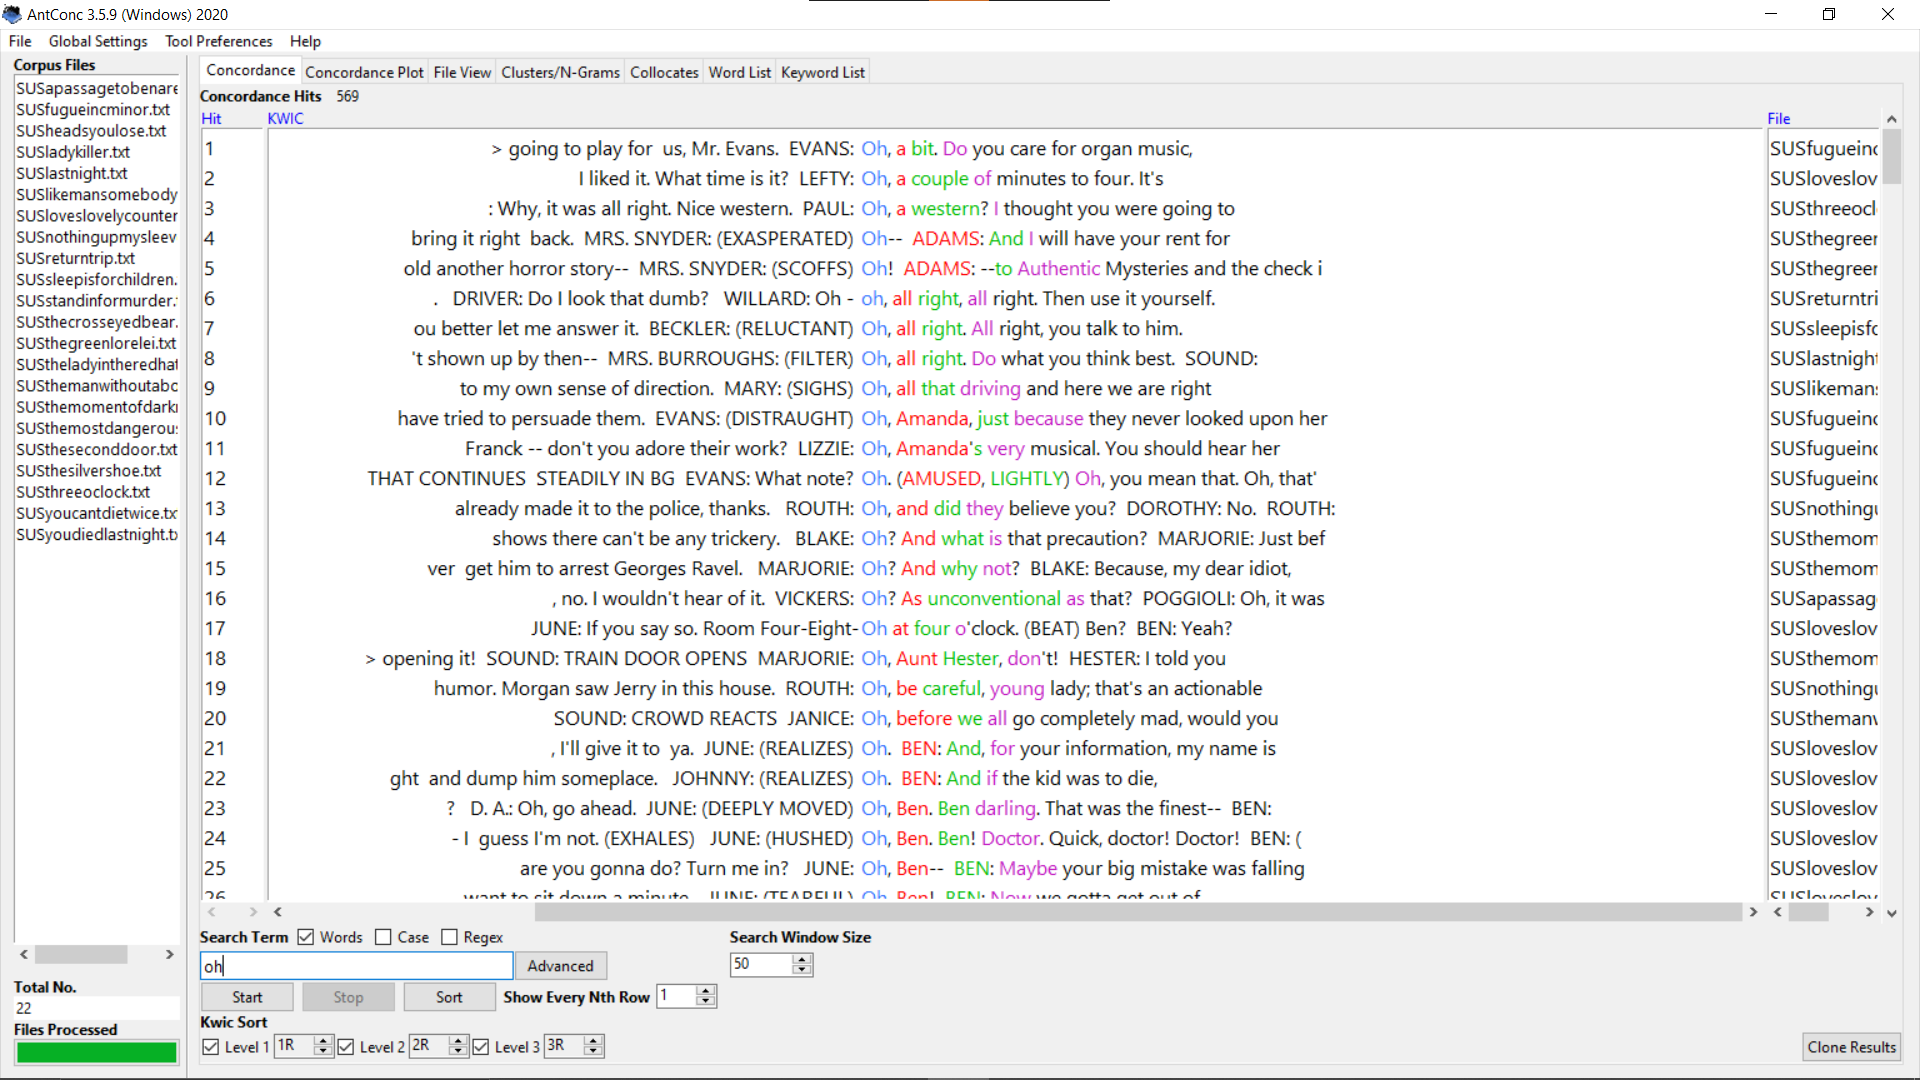 AntConc 3.5.9 (Windows) 2020
File Global Settings Tool Preferences Help
Corpus Files
SUSapassagetobenare
SUSfugueincminor.txt
SUSheadsyoulose.txt
SUSladykiller.txt
SUSlastnight.txt
SUSlikemansomebody
SUSloveslovelycounter
SUSnothingupmysleev
SUSreturntrip.txt
SUSsleepisforchildren.
SUSstandinformurder.
SUSthecrosseyedbear.
SUSthegreenlorelei.txt
SUStheladyintheredhat
SUSthemanwithoutabo
SUSthemomentofdark
SUSthemostdangerou
SUStheseconddoor.txt
SUSthesilvershoe.txt
SUSthreeoclock.txt
SUSyoucantdietwice.tx
SUSyoudiedlastnight.tx
Total No.
22
Files Processed
Concordance Concordance Plot File View Clusters/N-Grams Collocates Word List Keyword List
Concordance Hits 569
Hit KWIC File
1 > going to play for us, Mr. Evans. EVANS: Oh, a bit. Do you care for organ music, SUSfugueinc
2 I liked it. What time is it? LEFTY: Oh, a couple of minutes to four. It's SUSloveslov
3 : Why, it was all right. Nice western. PAUL: Oh, a western? I thought you were going to SUSthreeocl
4 bring it right back. MRS. SNYDER: (EXASPERATED) Oh-- ADAMS: And I will have your rent for SUSthegreer
5 old another horror story-- MRS. SNYDER: (SCOFFS) Oh! ADAMS: --to Authentic Mysteries and the check i SUSthegreer
6 . DRIVER: Do I look that dumb? WILLARD: Oh - oh, all right, all right. Then use it yourself. SUSreturntri
7 ou better let me answer it. BECKLER: (RELUCTANT) Oh, all right. All right, you talk to him. SUSsleepisfc
8 't shown up by then-- MRS. BURROUGHS: (FILTER) Oh, all right. Do what you think best. SOUND: SUSlastnight
9 to my own sense of direction. MARY: (SIGHS) Oh, all that driving and here we are right SUSlikemans
10 have tried to persuade them. EVANS: (DISTRAUGHT) Oh, Amanda, just because they never looked upon her SUSfugueinc
11 Franck -- don't you adore their work? LIZZIE: Oh, Amanda's very musical. You should hear her SUSfugueinc
12 THAT CONTINUES STEADILY IN BG EVANS: What note? Oh. (AMUSED, LIGHTLY) Oh, you mean that. Oh, that' SUSfugueinc
13 already made it to the police, thanks. ROUTH: Oh, and did they believe you? DOROTHY: No. ROUTH: SUSnothing
14 shows there can't be any trickery. BLAKE: Oh? And what is that precaution? MARJORIE: Just bef SUSthemom
15 ver get him to arrest Georges Ravel. MARJORIE: Oh? And why not? BLAKE: Because, my dear idiot, SUSthemom
16 , no. I wouldn't hear of it. VICKERS: Oh? As unconventional as that? POGGIOLI: Oh, it was SUSapassag
17 JUNE: If you say so. Room Four-Eight-Oh at four o'clock. (BEAT) Ben? BEN: Yeah? SUSloveslov
18 > opening it! SOUND: TRAIN DOOR OPENS MARJORIE: Oh, Aunt Hester, don't! HESTER: I told you SUSthemom
19 humor. Morgan saw Jerry in this house. ROUTH: Oh, be careful, young lady; that's an actionable SUSnothing
20 SOUND: CROWD REACTS JANICE: Oh, before we all go completely mad, would you SUSthemanv
21 , I'll give it to ya. JUNE: (REALIZES) Oh. BEN: And, for your information, my name is SUSloveslov
22 ght and dump him someplace. JOHNNY: (REALIZES) Oh. BEN: And if the kid was to die, SUSloveslov
23 ? D. A.: Oh, go ahead. JUNE: (DEEPLY MOVED) Oh, Ben. Ben darling. That was the finest-- BEN: SUSloveslov
24 - I guess I'm not. (EXHALES) JUNE: (HUSHED) Oh, Ben. Ben! Doctor. Quick, doctor! Doctor! BEN: ( SUSloveslov
25 are you gonna do? Turn me in? JUNE: Oh, Ben-- BEN: Maybe your big mistake was falling SUSloveslov
26 want to sit down a minute. JUNE: (TEARFUL) Oh, Ben! BEN: Now we gotta get out of SUSloveslov
Search Term Words Case Regex Search Window Size
oh Advanced 50
Start Stop Sort Show Every Nth Row 1
Kwic Sort
Level 1 1R Level 2 2R Level 3 3R Clone Results